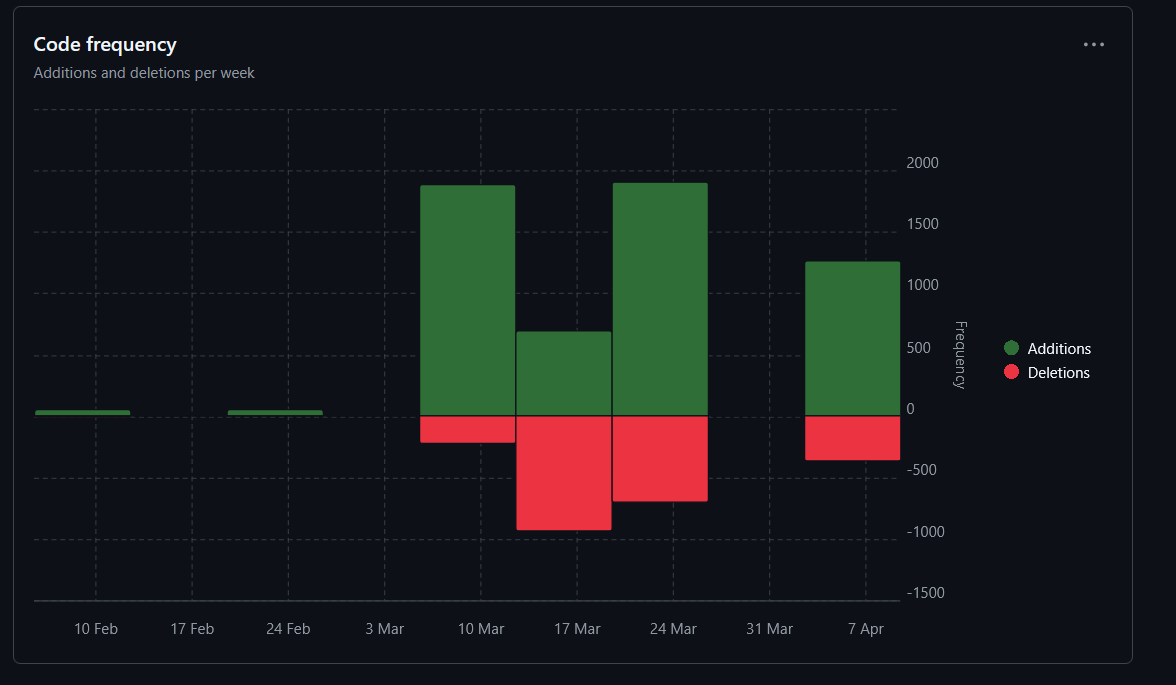 Code frequency
Additions and deletions per week
2000
1500
1000
500
0
-500
-1000
-1500
Frequency
Additions
Deletions
10 Feb 17 Feb 24 Feb 3 Mar 10 Mar 17 Mar 24 Mar 31 Mar 7 Apr